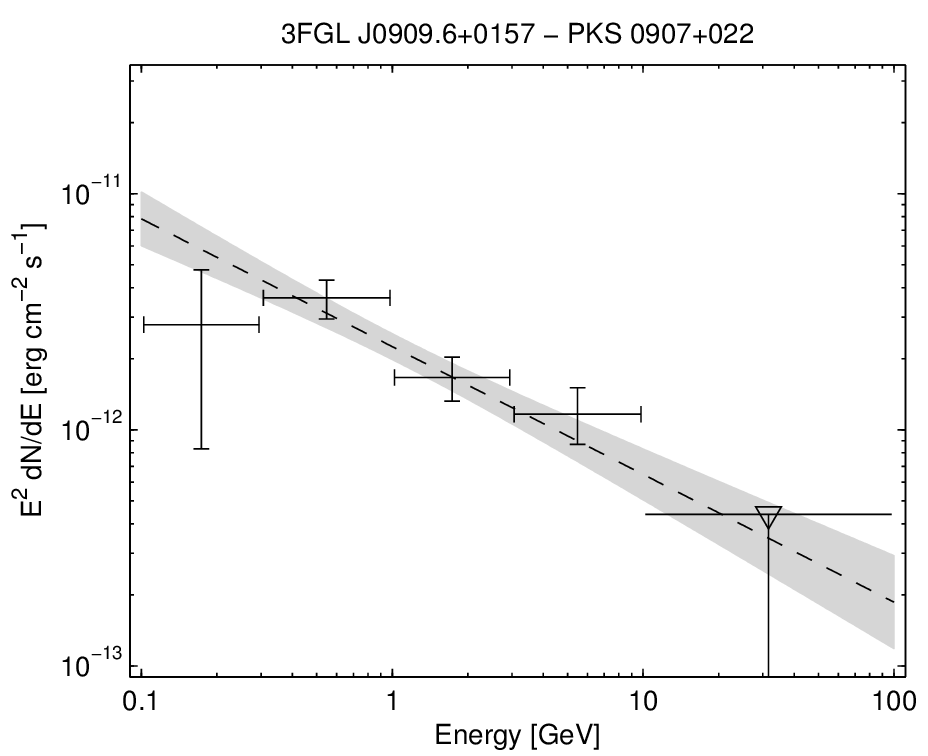 3FGL J0909.6+0157 − PKS 0907+022
E² dN/dE [erg cm⁻² s⁻¹]
10⁻¹¹
10⁻¹²
10⁻¹³
0.1 1 10 100
Energy [GeV]